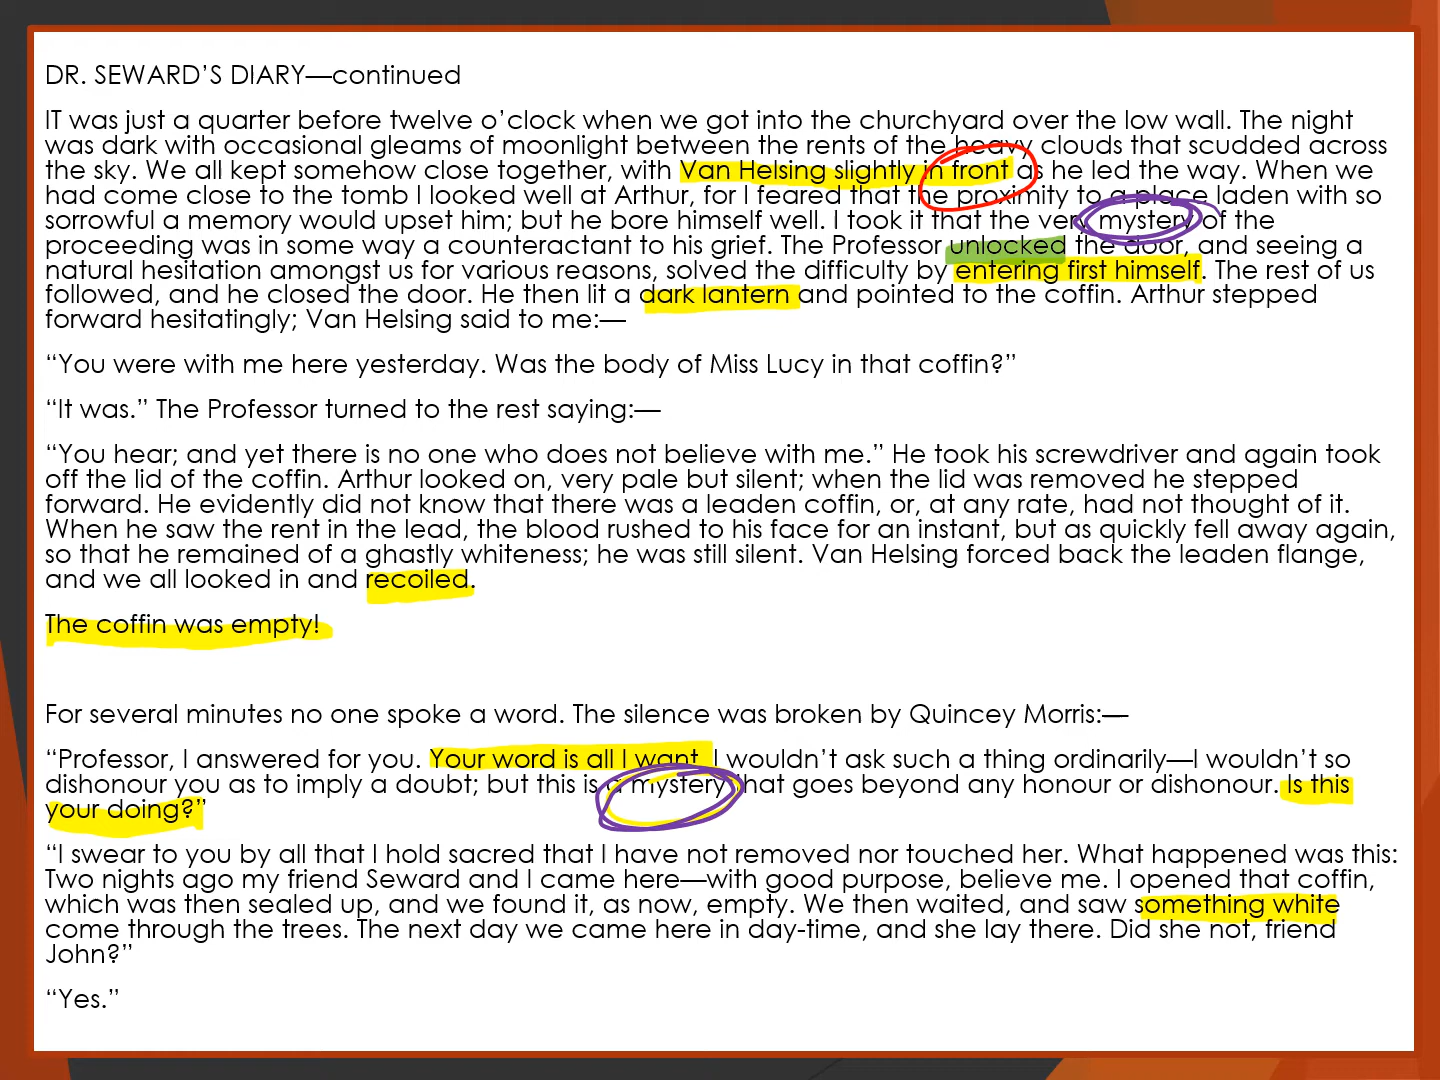 DR. SEWARD’S DIARY—continued
IT was just a quarter before twelve o’clock when we got into the churchyard over the low wall. The night
was dark with occasional gleams of moonlight between the rents of the heavy clouds that scudded across
the sky. We all kept somehow close together, with Van Helsing slightly in front as he led the way. When we
had come close to the tomb I looked well at Arthur, for I feared that the proximity to a place laden with so
sorrowful a memory would upset him; but he bore himself well. I took it that the very mystery of the
proceeding was in some way a counteractant to his grief. The Professor unlocked the door, and seeing a
natural hesitation amongst us for various reasons, solved the difficulty by entering first himself. The rest of us
followed, and he closed the door. He then lit a dark lantern and pointed to the coffin. Arthur stepped
forward hesitatingly; Van Helsing said to me:—
“You were with me here yesterday. Was the body of Miss Lucy in that coffin?”
“It was.” The Professor turned to the rest saying:—
“You hear; and yet there is no one who does not believe with me.” He took his screwdriver and again took
off the lid of the coffin. Arthur looked on, very pale but silent; when the lid was removed he stepped
forward. He evidently did not know that there was a leaden coffin, or, at any rate, had not thought of it.
When he saw the rent in the lead, the blood rushed to his face for an instant, but as quickly fell away again,
so that he remained of a ghastly whiteness; he was still silent. Van Helsing forced back the leaden flange,
and we all looked in and recoiled.
The coffin was empty!
For several minutes no one spoke a word. The silence was broken by Quincey Morris:—
“Professor, I answered for you. Your word is all I want. I wouldn’t ask such a thing ordinarily—I wouldn’t so
dishonour you as to imply a doubt; but this is a mystery that goes beyond any honour or dishonour. Is this
your doing?”
“I swear to you by all that I hold sacred that I have not removed nor touched her. What happened was this:
Two nights ago my friend Seward and I came here—with good purpose, believe me. I opened that coffin,
which was then sealed up, and we found it, as now, empty. We then waited, and saw something white
come through the trees. The next day we came here in day-time, and she lay there. Did she not, friend
John?”
“Yes.”